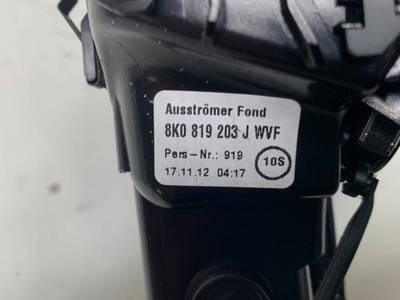 Ausströmer Fond
8K0 819 203 J WVF
Pers-Nr.: 919
10S
17.11.12 04:17